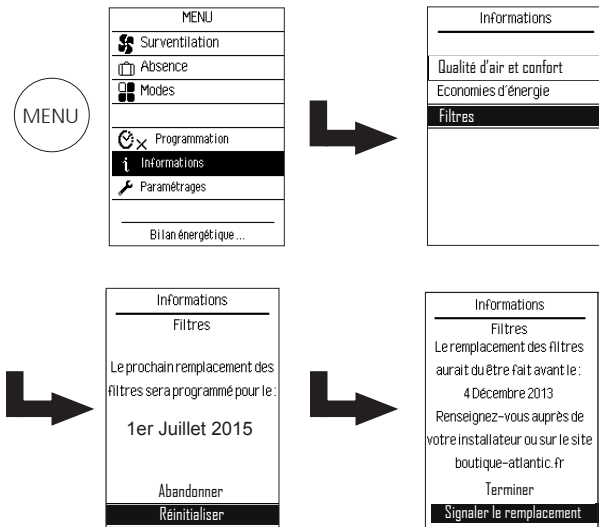 MENU
MENU
Surventilation
Absence
Modes
Programmation
Informations
Paramétrages
Bilan énergétique ...
Informations
Qualité d'air et confort
Economies d'énergie
Filtres
Informations
Filtres
Le prochain remplacement des
filtres sera programmé pour le :
1er Juillet 2015
Abandonner
Réinitialiser
Informations
Filtres
Le remplacement des filtres
aurait du être fait avant le :
4 Décembre 2013
Renseignez-vous auprès de
votre installateur ou sur le site
boutique-atlantic.fr
Terminer
Signaler le remplacement